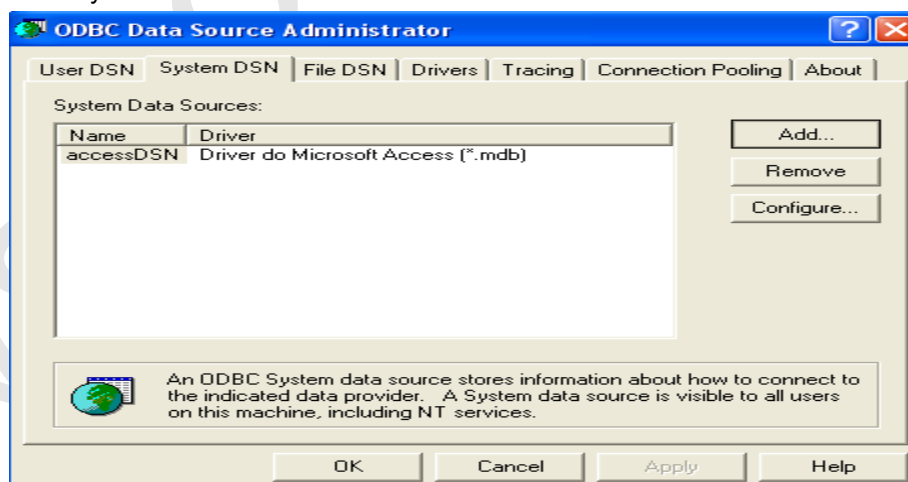 ODBC Data Source Administrator
User DSN System DSN File DSN Drivers Tracing Connection Pooling About
System Data Sources:
Name Driver
accessDSN Driver do Microsoft Access (*.mdb)
Add...
Remove
Configure...
An ODBC System data source stores information about how to connect to
the indicated data provider. A System data source is visible to all users
on this machine, including NT services.
OK Cancel Apply Help